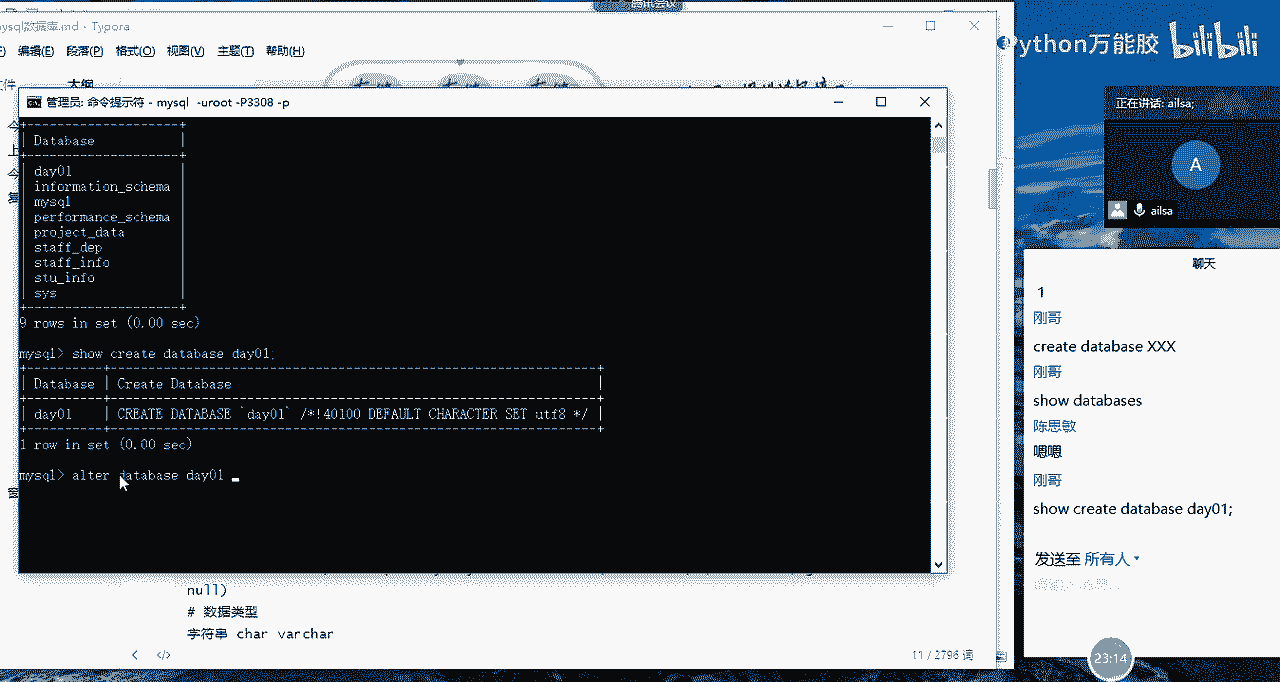 ysql数据库.md - Typora
编辑(E) 段落(P) 格式(O) 视图(V) 主题(T) 帮助(H)
大纲
管理员: 命令提示符 - mysql -uroot -P3308 -p
+-------------------+
| Database |
+-------------------+
| day01 |
| information_schema |
| mysql |
| performance_schema |
| project_data |
| staff_dep |
| staff_info |
| stu_info |
| sys |
+-------------------+
9 rows in set (0.00 sec)
mysql> show create database day01;
| Database | Create Database |
| day01 | CREATE DATABASE `day01` /*!40100 DEFAULT CHARACTER SET utf8 */ |
1 row in set (0.00 sec)
mysql> alter database day01
null)
# 数据类型
字符串 char varchar
11 / 2796 词
腾讯会议
Python万能胶 bilibili
正在讲话: ailsa;
A
ailsa
聊天
1
刚哥
create database XXX
刚哥
show databases
陈思敏
嗯嗯
刚哥
show create database day01;
发送至 所有人
23:14